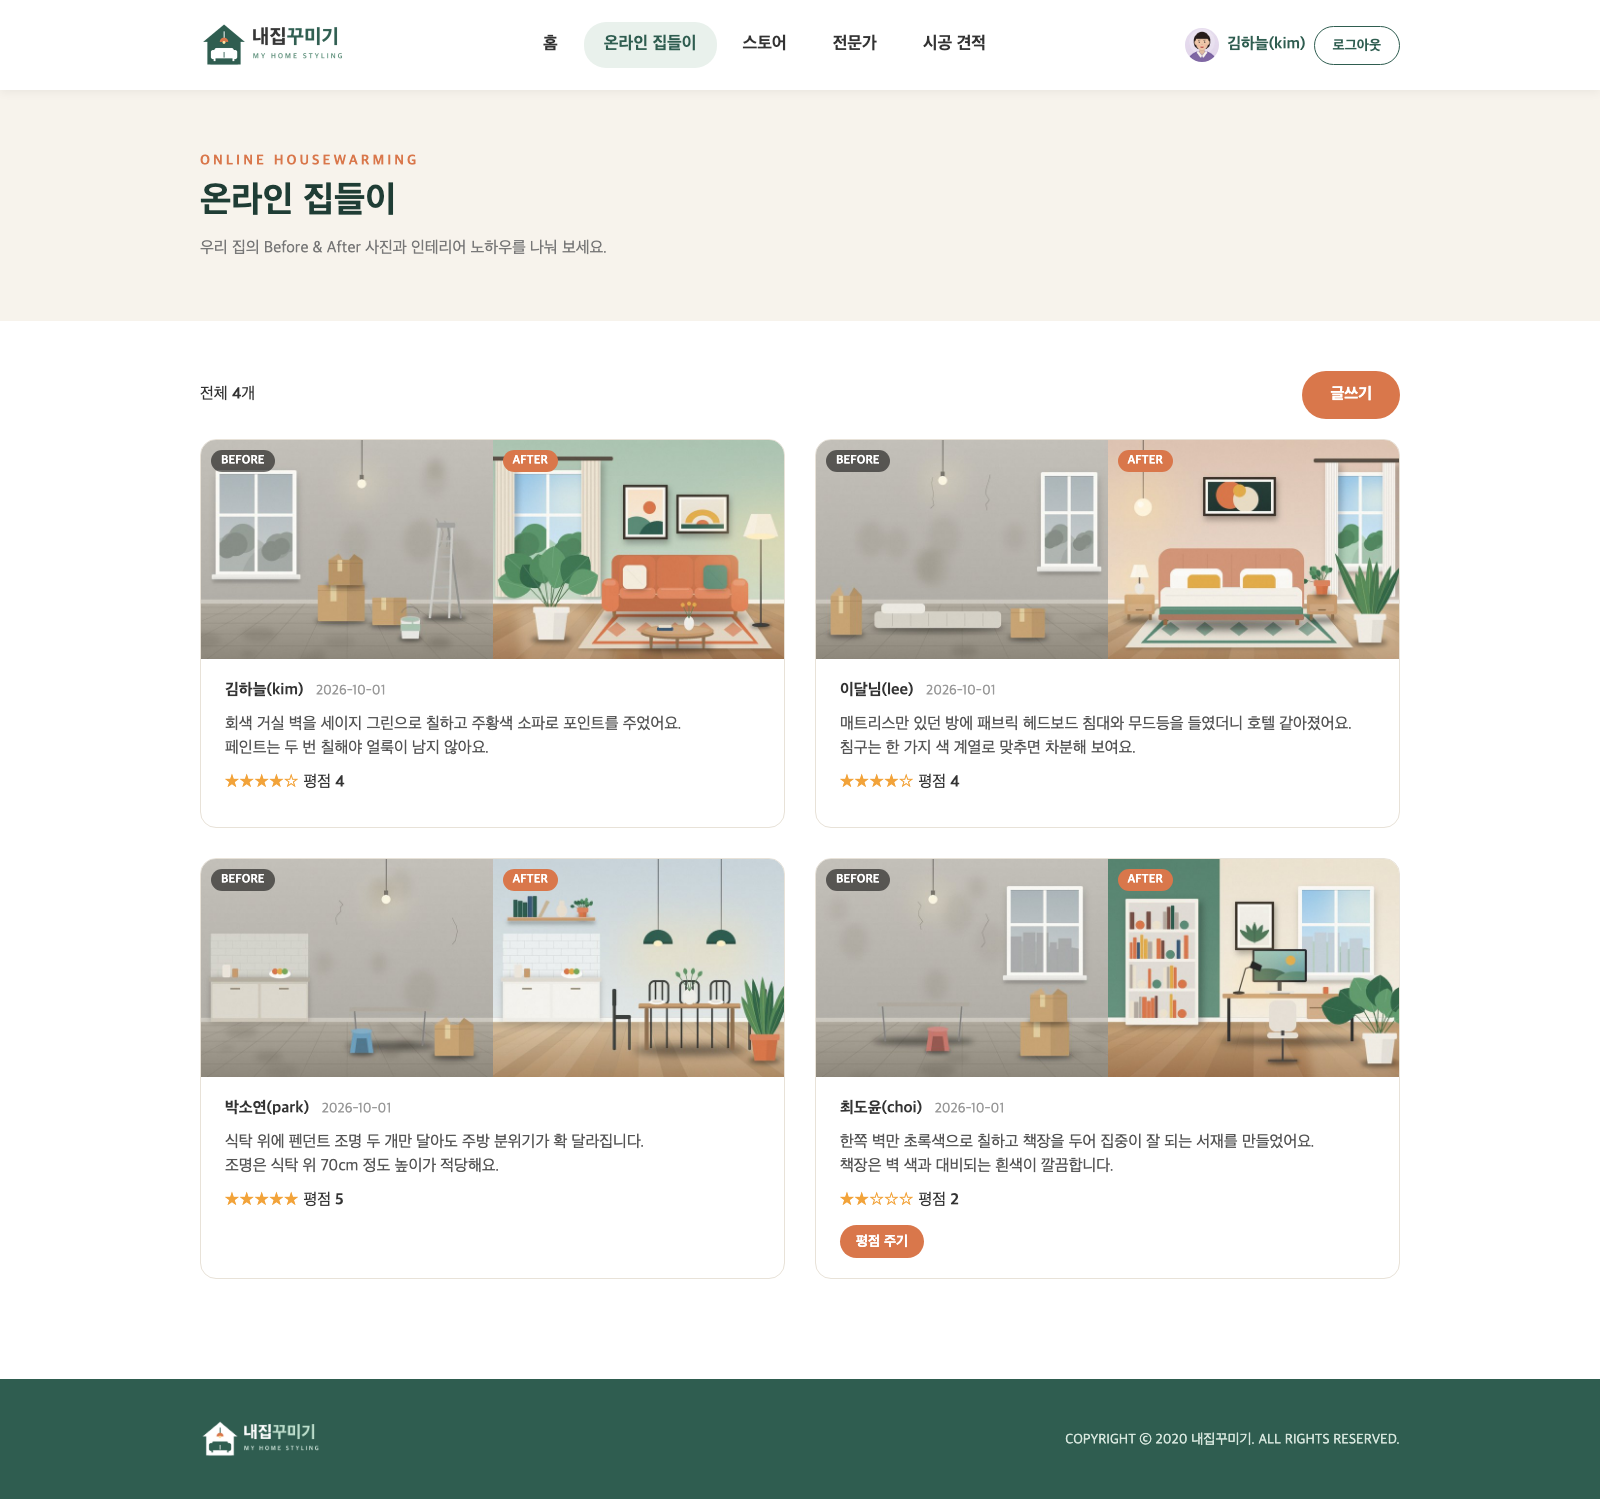 내집꾸미기
MY HOME STYLING
홈
온라인 집들이
스토어
전문가
시공 견적
김하늘(kim)
로그아웃
ONLINE HOUSEWARMING
온라인 집들이
우리 집의 Before & After 사진과 인테리어 노하우를 나눠 보세요.
전체 4개
글쓰기
BEFORE
AFTER
김하늘(kim) 2026-10-01
회색 거실 벽을 세이지 그린으로 칠하고 주황색 소파로 포인트를 주었어요.
페인트는 두 번 칠해야 얼룩이 남지 않아요.
★★★★☆ 평점 4
BEFORE
AFTER
이달님(lee) 2026-10-01
매트리스만 있던 방에 패브릭 헤드보드 침대와 무드등을 들였더니 호텔 같아졌어요.
침구는 한 가지 색 계열로 맞추면 차분해 보여요.
★★★★☆ 평점 4
BEFORE
AFTER
박소연(park) 2026-10-01
식탁 위에 펜던트 조명 두 개만 달아도 주방 분위기가 확 달라집니다.
조명은 식탁 위 70cm 정도 높이가 적당해요.
★★★★★ 평점 5
BEFORE
AFTER
최도윤(choi) 2026-10-01
한쪽 벽만 초록색으로 칠하고 책장을 두어 집중이 잘 되는 서재를 만들었어요.
책장은 벽 색과 대비되는 흰색이 깔끔합니다.
★★☆☆☆ 평점 2
평점 주기
내집꾸미기
MY HOME STYLING
COPYRIGHT ⓒ 2020 내집꾸미기. ALL RIGHTS RESERVED.